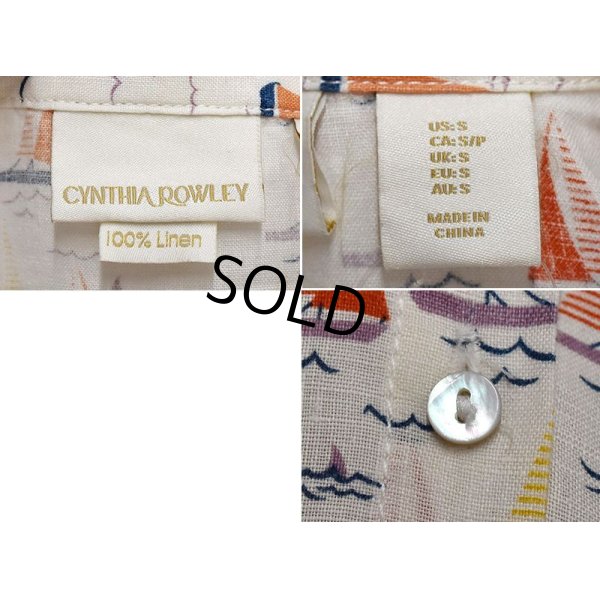 CYNTHIA ROWLEY
100% Linen
US: S
CA: S/P
UK: S
EU: S
AU: S
MADE IN
CHINA
SOLD